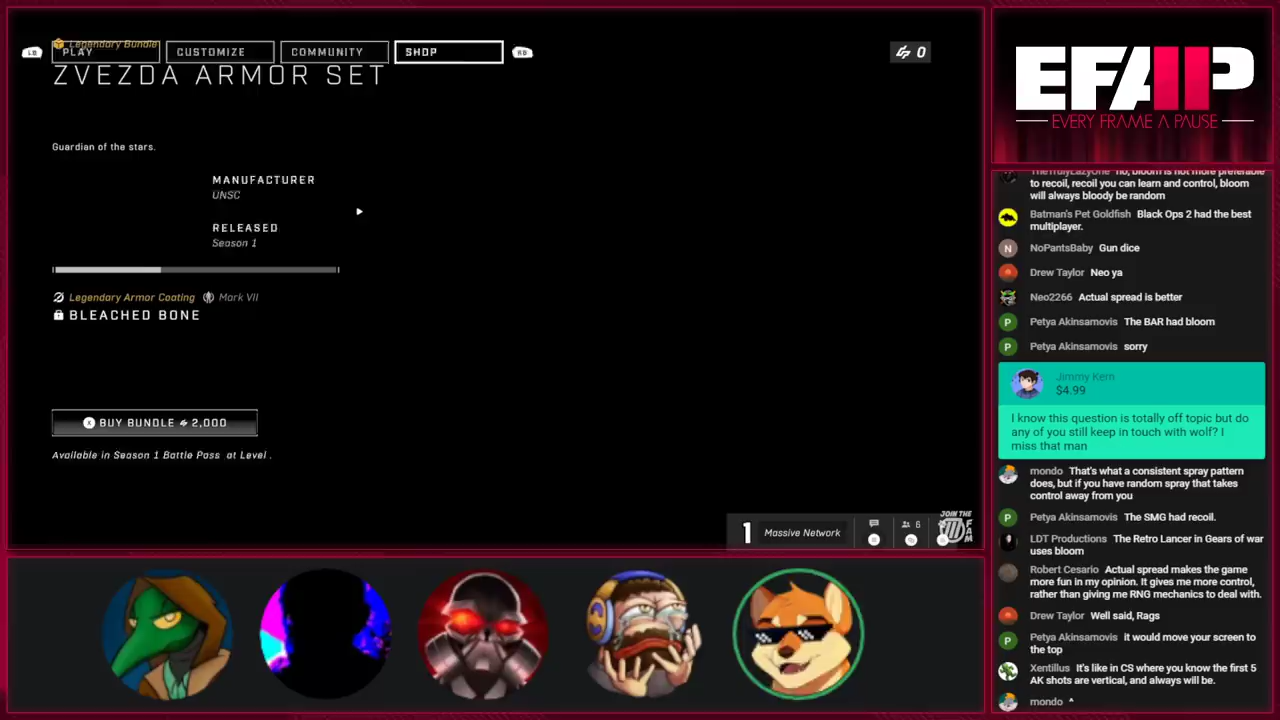 Legendary Bundle
LB
PLAY
CUSTOMIZE
COMMUNITY
SHOP
RB
0
ZVEZDA ARMOR SET
Guardian of the stars.
MANUFACTURER
UNSC
RELEASED
Season 1
Legendary Armor Coating
Mark VII
BLEACHED BONE
X BUY BUNDLE 2,000
Available in Season 1 Battle Pass at Level .
1
Massive Network
6
JOIN THE
FAM
EFAP
EVERY FRAME A PAUSE
TheTrulyLazyOne no, bloom is not more preferable
to recoil, recoil you can learn and control, bloom
will always bloody be random
Batman's Pet Goldfish Black Ops 2 had the best
multiplayer.
N
NoPantsBaby Gun dice
Drew Taylor Neo ya
Neo2266 Actual spread is better
P
Petya Akinsamovis The BAR had bloom
P
Petya Akinsamovis sorry
Jimmy Kern
$4.99
I know this question is totally off topic but do
any of you still keep in touch with wolf? I
miss that man
mondo That's what a consistent spray pattern
does, but if you have random spray that takes
control away from you
P
Petya Akinsamovis The SMG had recoil.
LDT Productions The Retro Lancer in Gears of war
uses bloom
Robert Cesario Actual spread makes the game
more fun in my opinion. It gives me more control,
rather than giving me RNG mechanics to deal with.
Drew Taylor Well said, Rags
P
Petya Akinsamovis it would move your screen to
the top
Xentillus It's like in CS where you know the first 5
AK shots are vertical, and always will be.
mondo ^